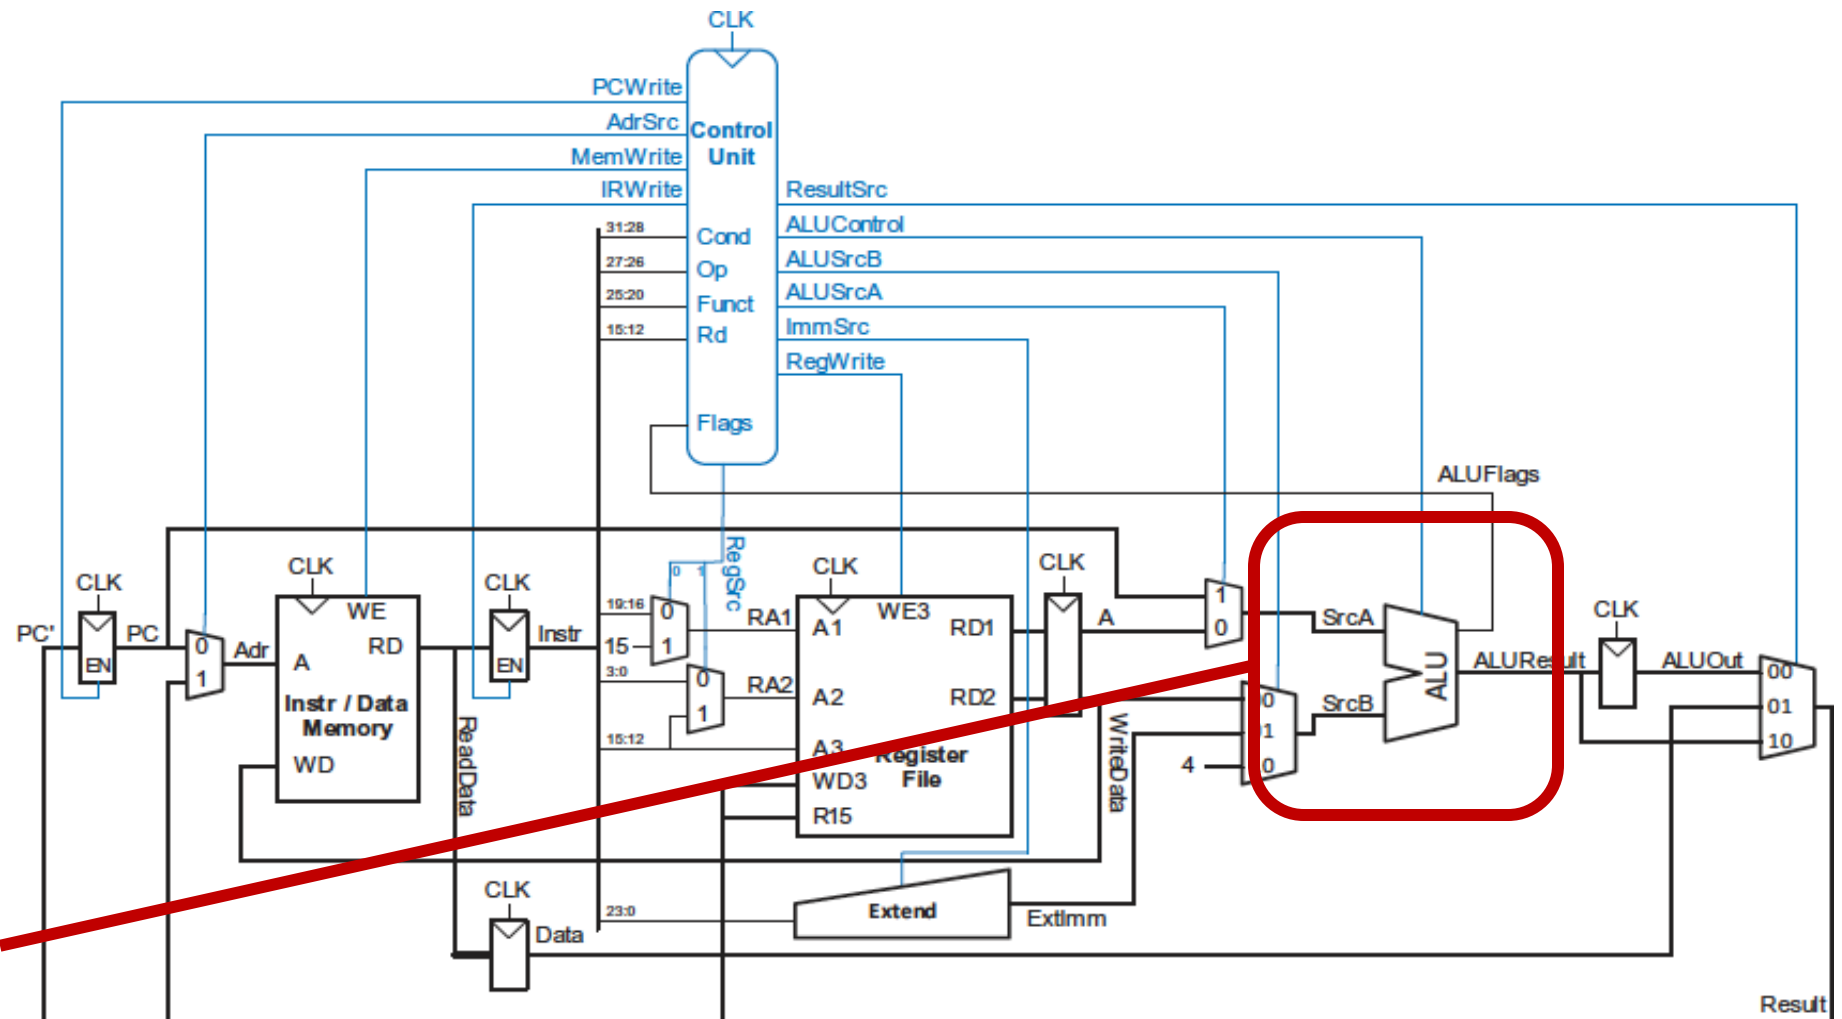 CLK
PCWrite
AdrSrc
MemWrite
IRWrite
Control
Unit
ResultSrc
ALUControl
ALUSrcB
ALUSrcA
ImmSrc
RegWrite
31:28
Cond
27:26
Op
25:20
Funct
15:12
Rd
Flags
ALUFlags
RegSrc
0 1
CLK
PC'
EN
PC
0
1
Adr
CLK
WE
RD
A
Instr / Data
Memory
WD
CLK
EN
Instr
ReadData
CLK
Data
19:16
15
0
1
RA1
3:0
0
1
RA2
15:12
23:0
CLK
WE3
A1
RD1
A2
RD2
A3
Register
File
WD3
R15
Extend
ExtImm
CLK
A
WriteData
1
0
SrcA
00
01
4
SrcB
ALU
ALUResult
CLK
ALUOut
00
01
10
Result